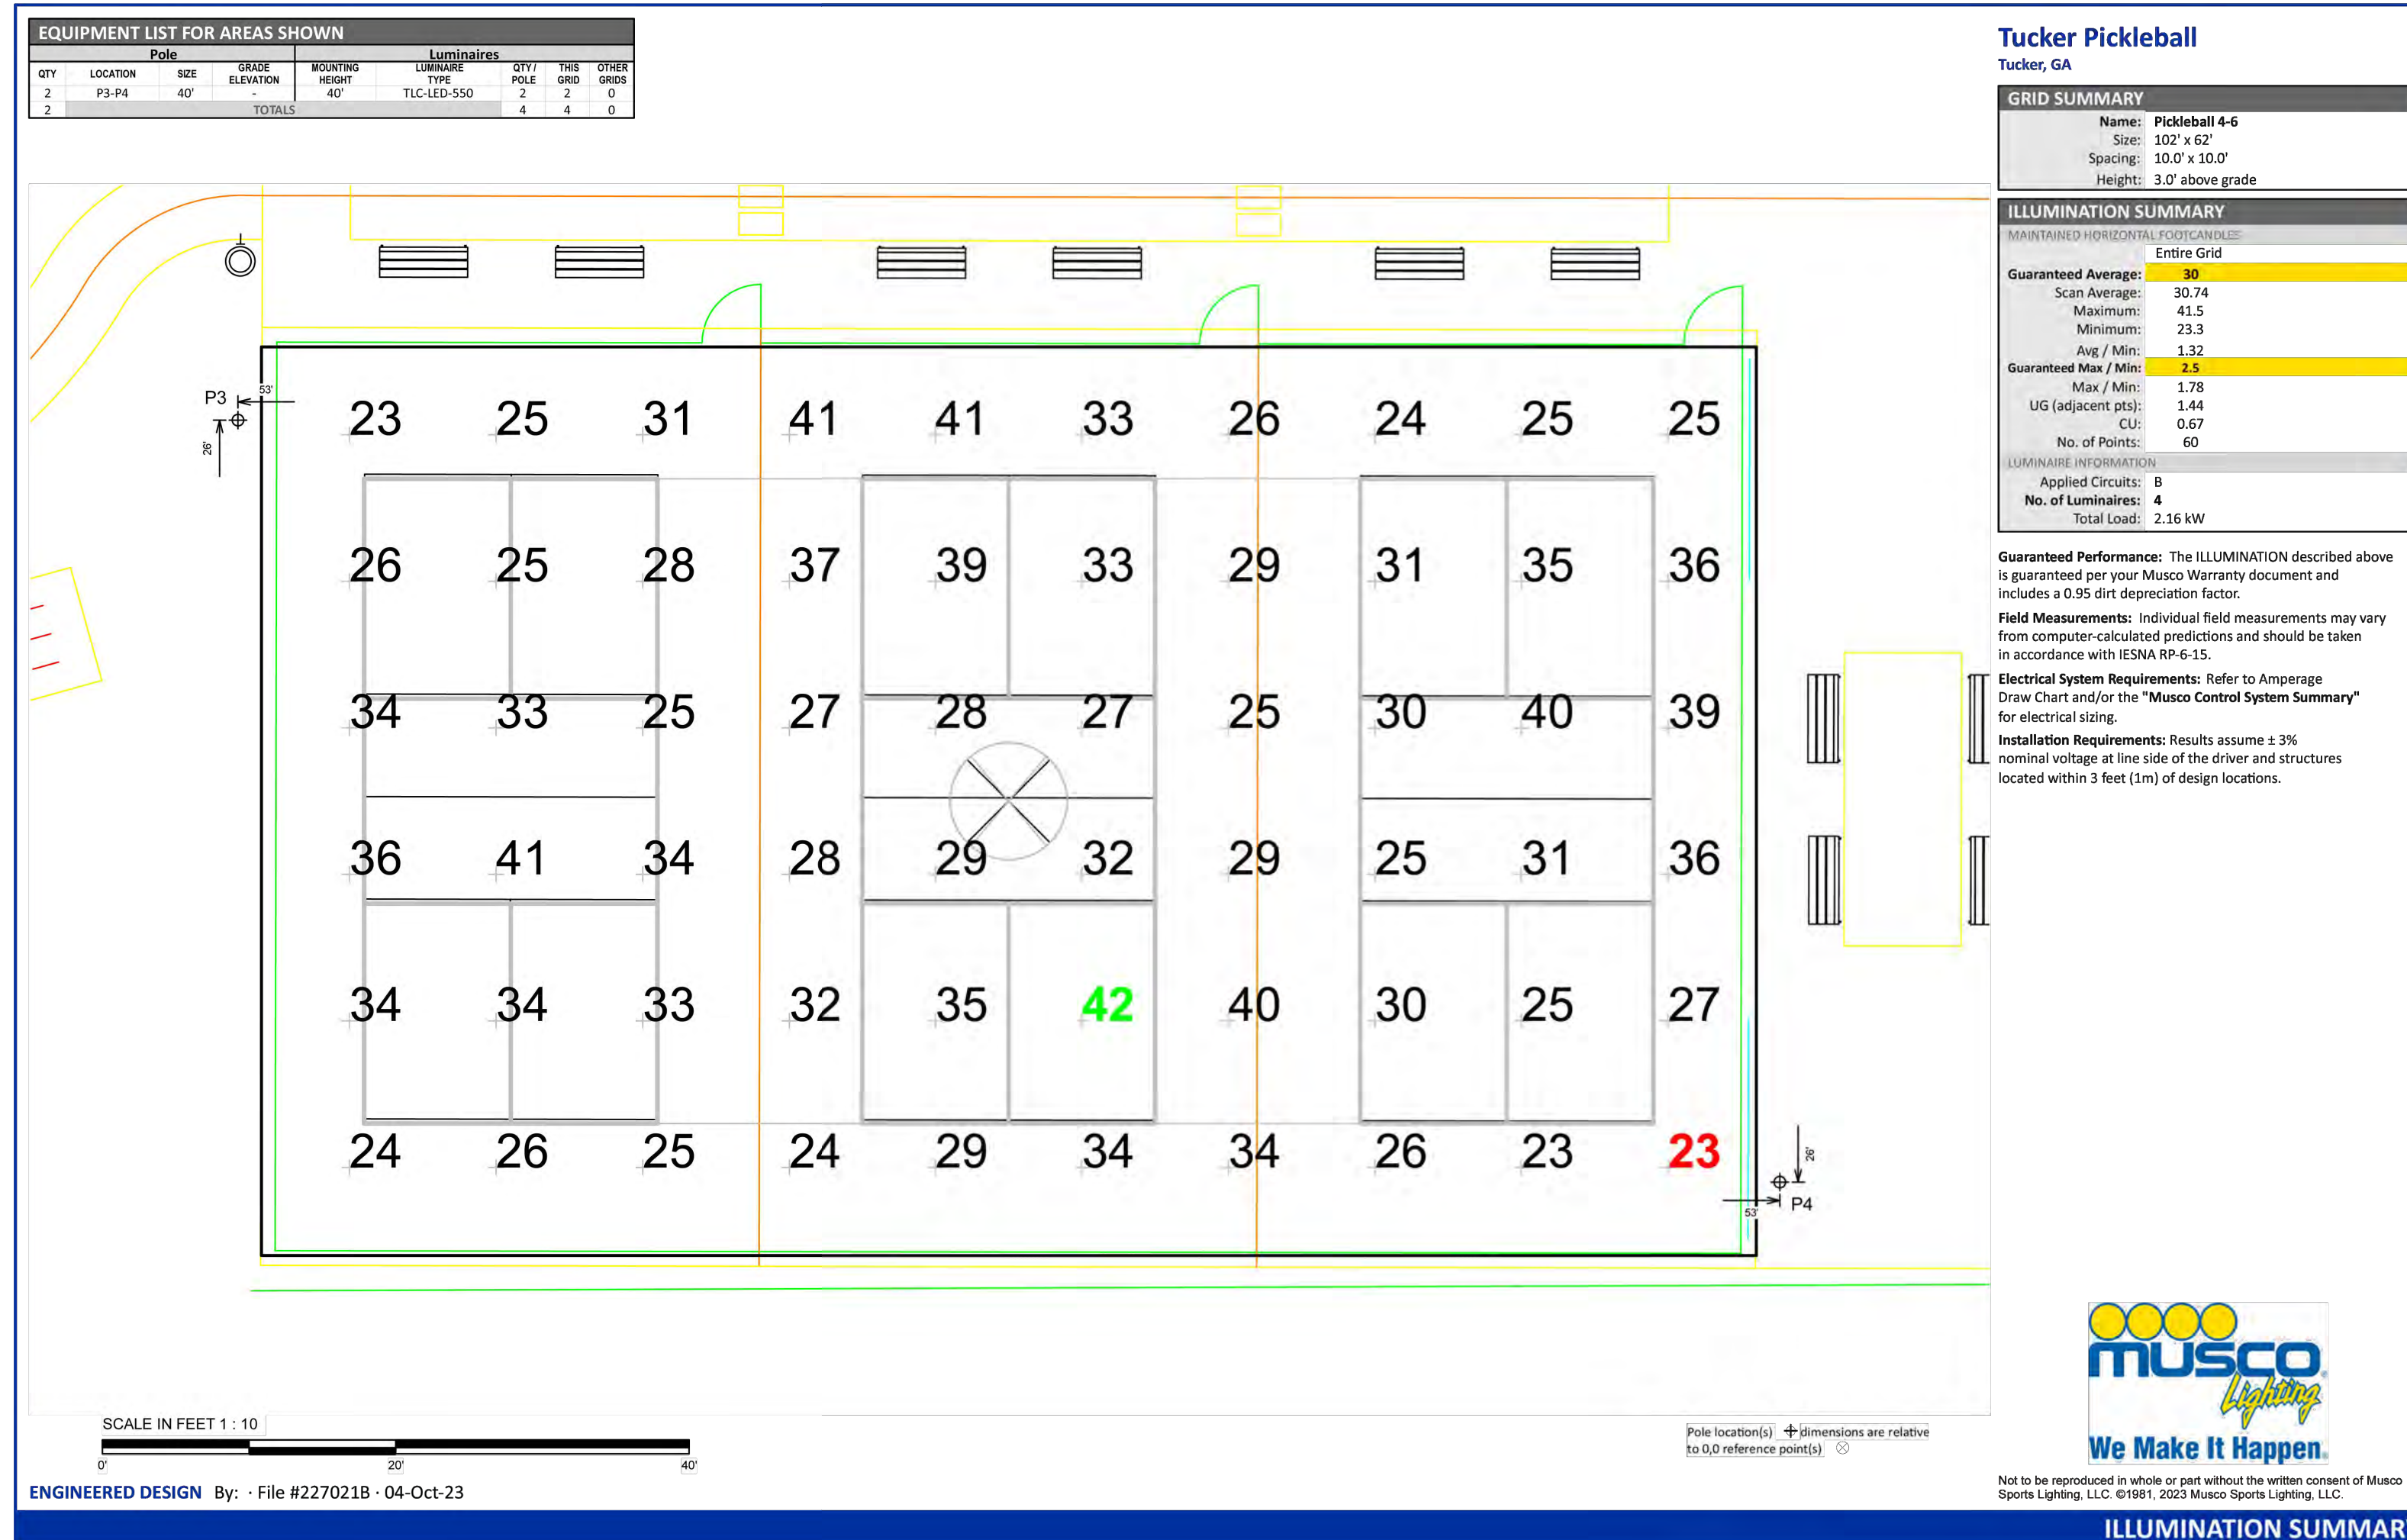 EQUIPMENT LIST FOR AREAS SHOWN
Pole Luminaires
QTY LOCATION SIZE GRADE ELEVATION MOUNTING HEIGHT LUMINAIRE TYPE QTY / POLE THIS GRID OTHER GRIDS
2 P3-P4 40' - 40' TLC-LED-550 2 2 0
2 TOTALS 4 4 0
Tucker Pickleball
Tucker, GA
GRID SUMMARY
Name: Pickleball 4-6
Size: 102' x 62'
Spacing: 10.0' x 10.0'
Height: 3.0' above grade
ILLUMINATION SUMMARY
MAINTAINED HORIZONTAL FOOTCANDLES
Entire Grid
Guaranteed Average: 30
Scan Average: 30.74
Maximum: 41.5
Minimum: 23.3
Avg / Min: 1.32
Guaranteed Max / Min: 2.5
Max / Min: 1.78
UG (adjacent pts): 1.44
CU: 0.67
No. of Points: 60
LUMINAIRE INFORMATION
Applied Circuits: B
No. of Luminaires: 4
Total Load: 2.16 kW
Guaranteed Performance: The ILLUMINATION described above
is guaranteed per your Musco Warranty document and
includes a 0.95 dirt depreciation factor.
Field Measurements: Individual field measurements may vary
from computer-calculated predictions and should be taken
in accordance with IESNA RP-6-15.
Electrical System Requirements: Refer to Amperage
Draw Chart and/or the "Musco Control System Summary"
for electrical sizing.
Installation Requirements: Results assume ± 3%
nominal voltage at line side of the driver and structures
located within 3 feet (1m) of design locations.
P3 53'
26'
23 25 31 41 41 33 26 24 25 25
26 25 28 37 39 33 29 31 35 36
34 33 25 27 28 27 25 30 40 39
36 41 34 28 29 32 29 25 31 36
34 34 33 32 35 42 40 30 25 27
24 26 25 24 29 34 34 26 23 23
26'
P4
53'
SCALE IN FEET 1 : 10
0' 20' 40'
Pole location(s) dimensions are relative
to 0,0 reference point(s)
musco
Lighting
We Make It Happen.
ENGINEERED DESIGN By: · File #227021B · 04-Oct-23
Not to be reproduced in whole or part without the written consent of Musco
Sports Lighting, LLC. ©1981, 2023 Musco Sports Lighting, LLC.
ILLUMINATION SUMMAR